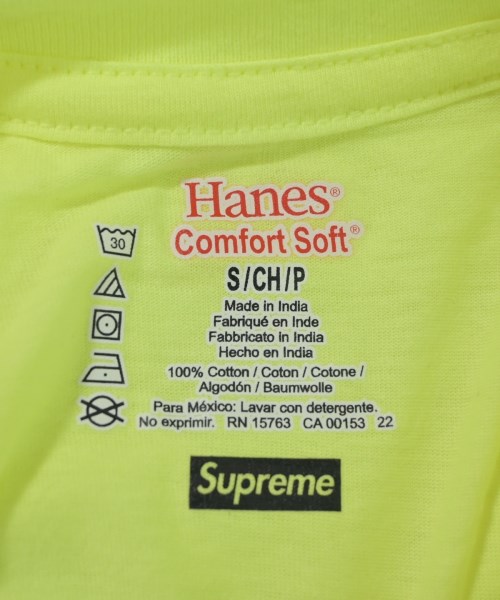 Hanes®
Comfort Soft®
30
S/CH/P
Made in India
Fabriqué en Inde
Fabbricato in India
Hecho en India
100% Cotton / Coton / Cotone /
Algodón / Baumwolle
Para México: Lavar con detergente.
No exprimir. RN 15763 CA 00153 22
Supreme